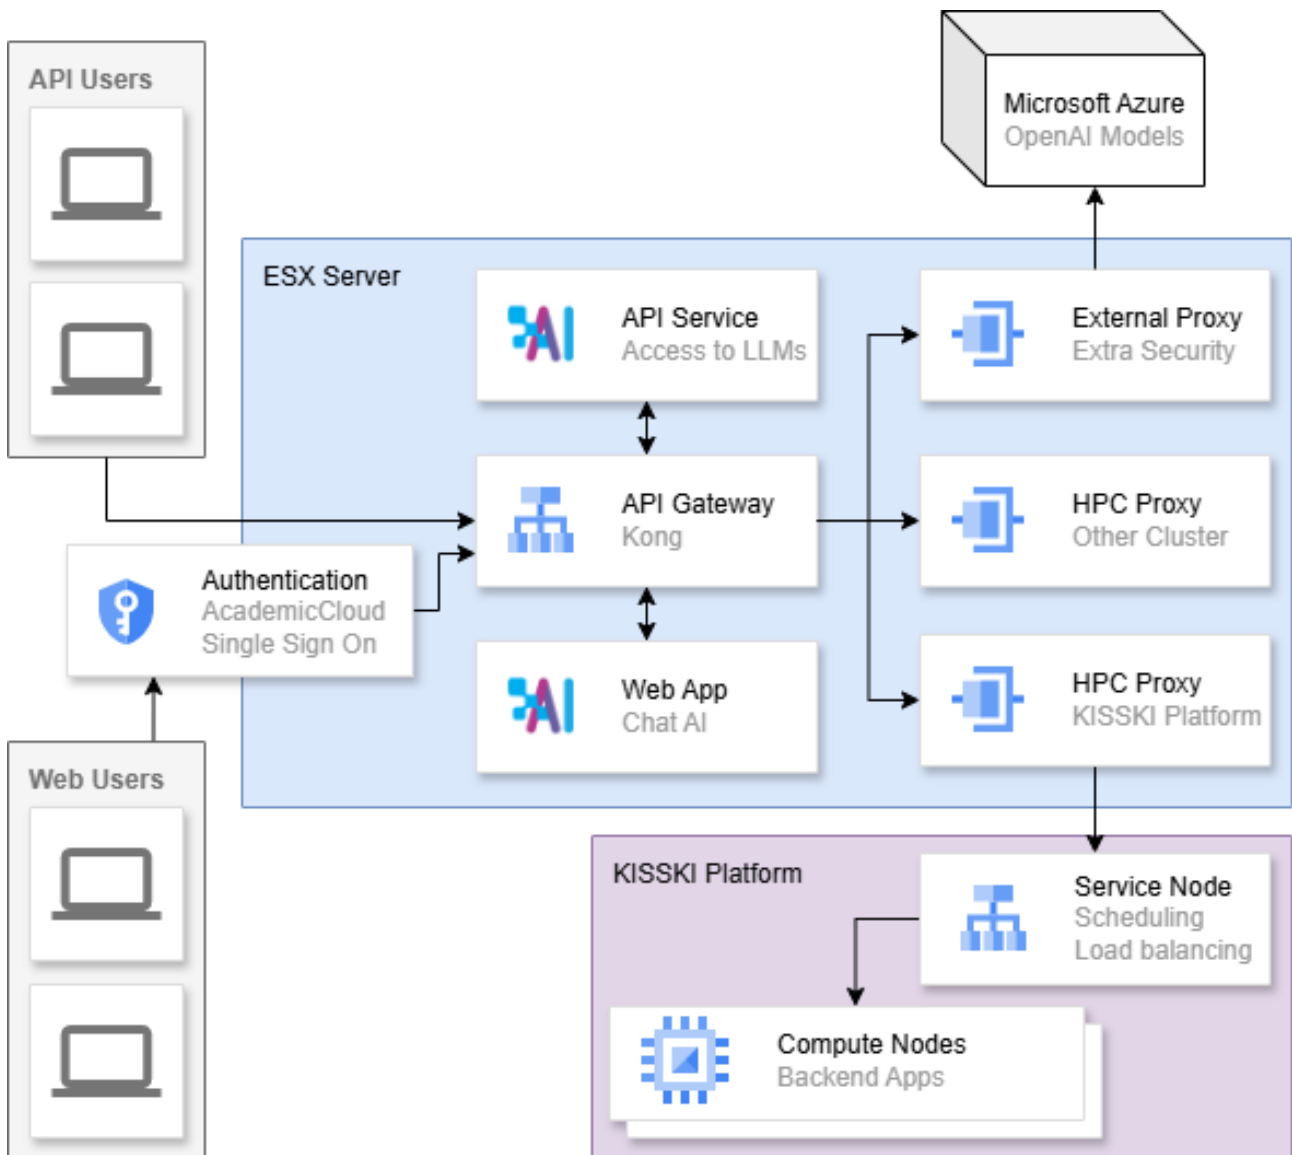 API Users
Microsoft Azure
OpenAI Models
ESX Server
AI
API Service
Access to LLMs
External Proxy
Extra Security
API Gateway
Kong
HPC Proxy
Other Cluster
Authentication
AcademicCloud
Single Sign On
AI
Web App
Chat AI
HPC Proxy
KISSKI Platform
Web Users
KISSKI Platform
Service Node
Scheduling
Load balancing
Compute Nodes
Backend Apps